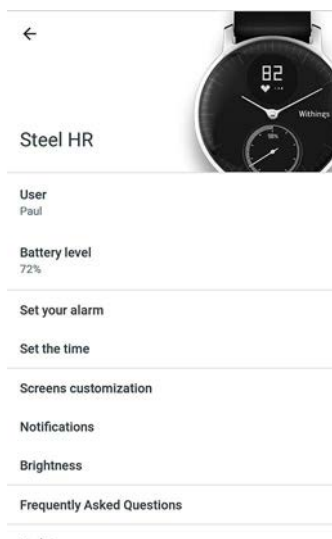 82
Withings
Steel HR
User
Paul
Battery level
72%
Set your alarm
Set the time
Screens customization
Notifications
Brightness
Frequently Asked Questions